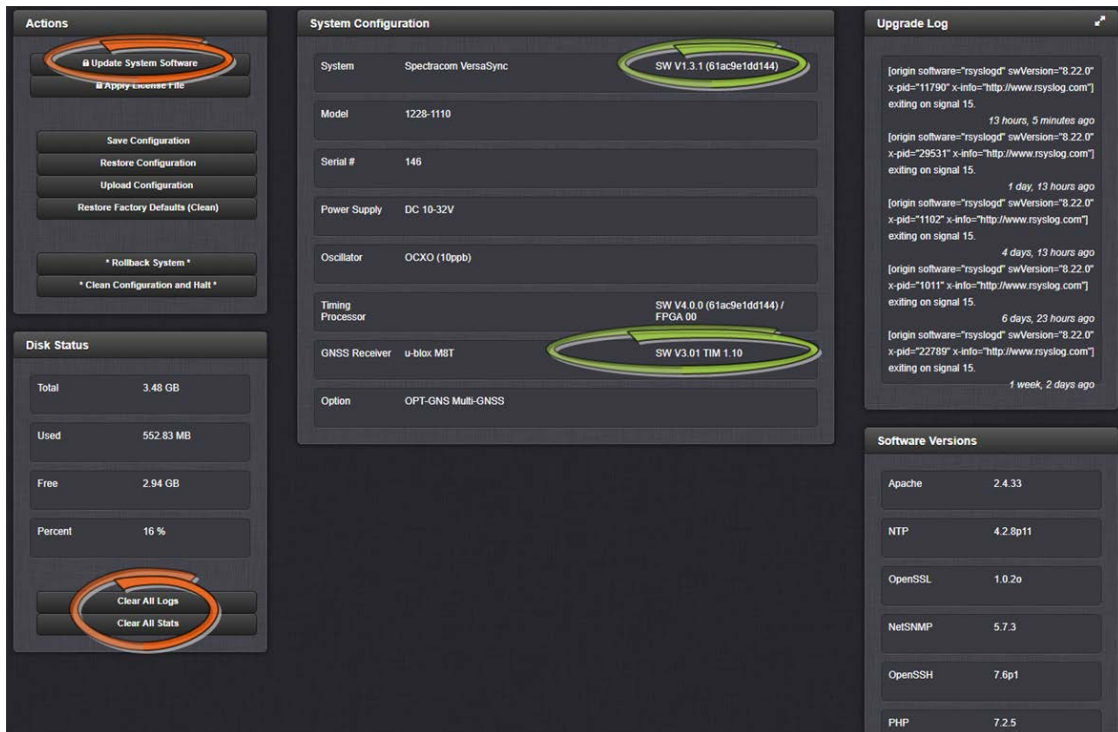 Actions
Update System Software
Apply License File
Save Configuration
Restore Configuration
Upload Configuration
Restore Factory Defaults (Clean)
* Rollback System *
* Clean Configuration and Halt *
Disk Status
Total 3.48 GB
Used 552.83 MB
Free 2.94 GB
Percent 16 %
Clear All Logs
Clear All Stats
System Configuration
System Spectracom VersaSync SW V1.3.1 (61ac9e1dd144)
Model 1228-1110
Serial # 146
Power Supply DC 10-32V
Oscillator OCXO (10ppb)
Timing SW V4.0.0 (61ac9e1dd144) /
Processor FPGA 00
GNSS Receiver u-blox M8T SW V3.01 TIM 1.10
Option OPT-GNS Multi-GNSS
Upgrade Log
[origin software="rsyslogd" swVersion="8.22.0"
x-pid="11790" x-info="http://www.rsyslog.com"]
exiting on signal 15.
13 hours, 5 minutes ago
[origin software="rsyslogd" swVersion="8.22.0"
x-pid="29531" x-info="http://www.rsyslog.com"]
exiting on signal 15.
1 day, 13 hours ago
[origin software="rsyslogd" swVersion="8.22.0"
x-pid="1102" x-info="http://www.rsyslog.com"]
exiting on signal 15.
4 days, 13 hours ago
[origin software="rsyslogd" swVersion="8.22.0"
x-pid="1011" x-info="http://www.rsyslog.com"]
exiting on signal 15.
6 days, 23 hours ago
[origin software="rsyslogd" swVersion="8.22.0"
x-pid="22789" x-info="http://www.rsyslog.com"]
exiting on signal 15.
1 week, 2 days ago
Software Versions
Apache 2.4.33
NTP 4.2.8p11
OpenSSL 1.0.2o
NetSNMP 5.7.3
OpenSSH 7.6p1
PHP 7.2.5